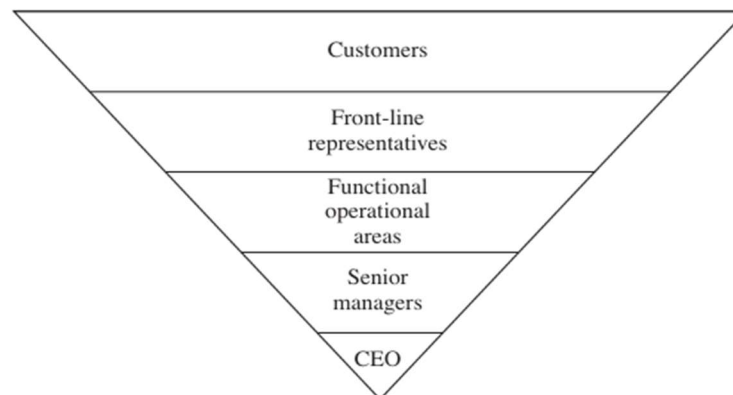 Customers
Front-line
representatives
Functional
operational
areas
Senior
managers
CEO